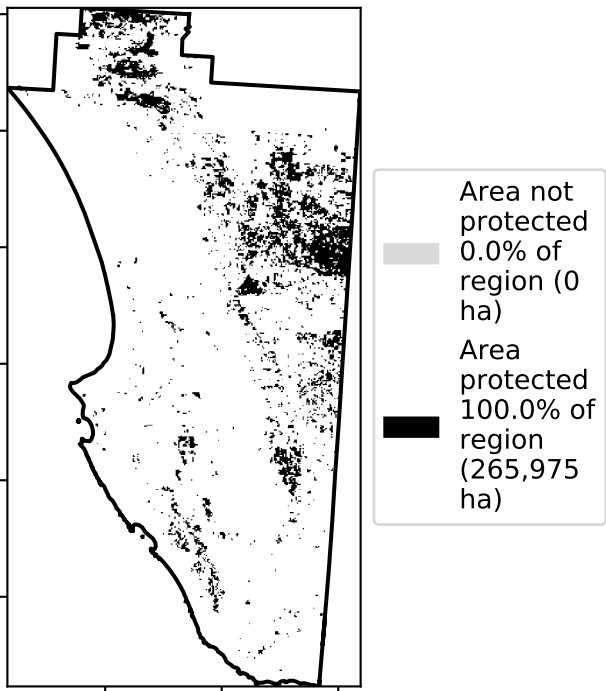 Area not
protected
0.0% of
region (0
ha)
Area
protected
100.0% of
region
(265,975
ha)